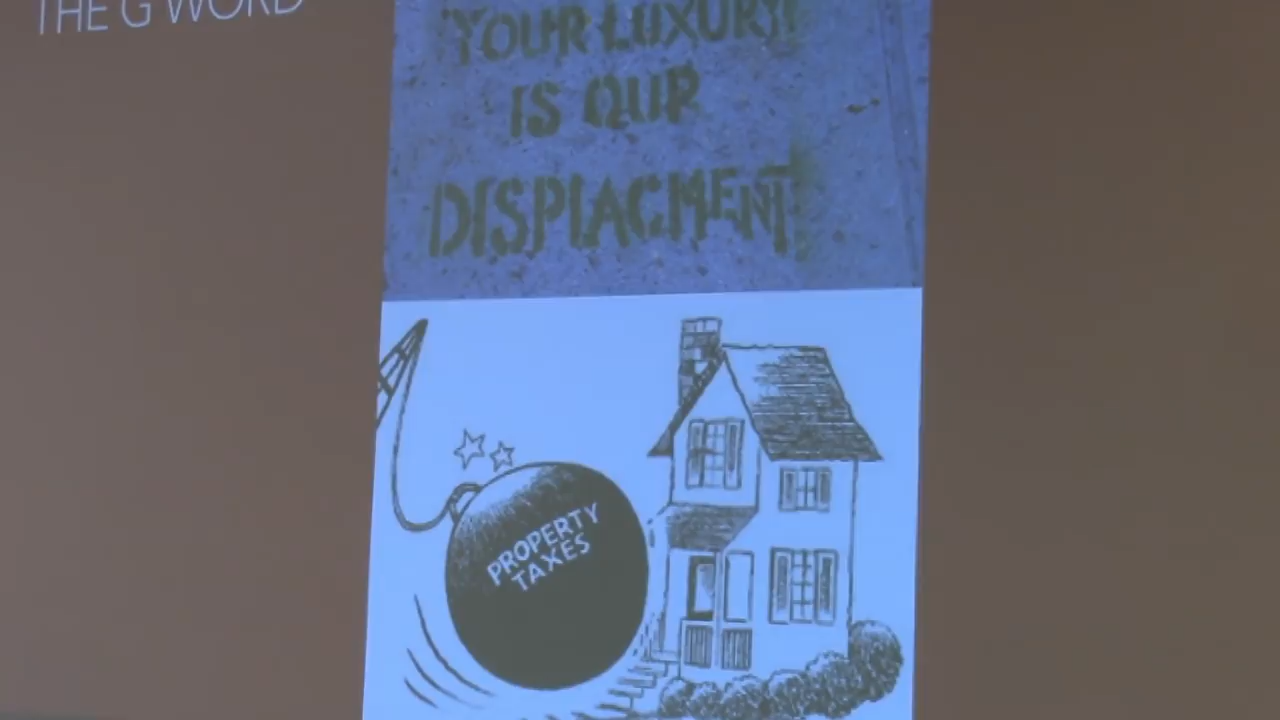 THE G WORD
YOUR LUXURY!
IS OUR
DISPLACMENT
PROPERTY
TAXES